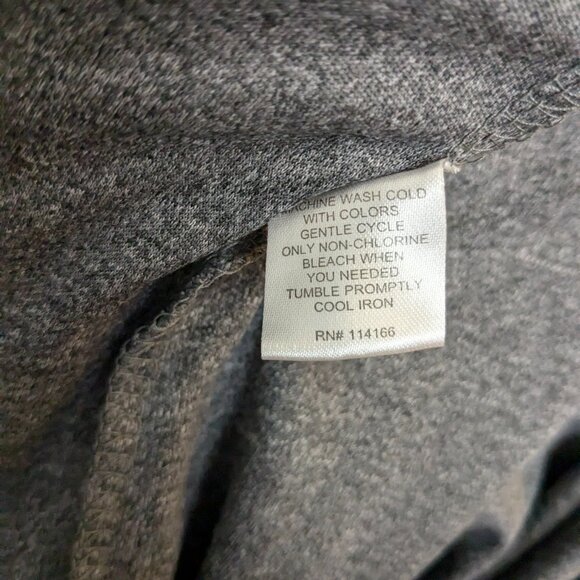 MACHINE WASH COLD
WITH COLORS
GENTLE CYCLE
ONLY NON-CHLORINE
BLEACH WHEN
YOU NEEDED
TUMBLE PROMPTLY
COOL IRON
RN# 114166